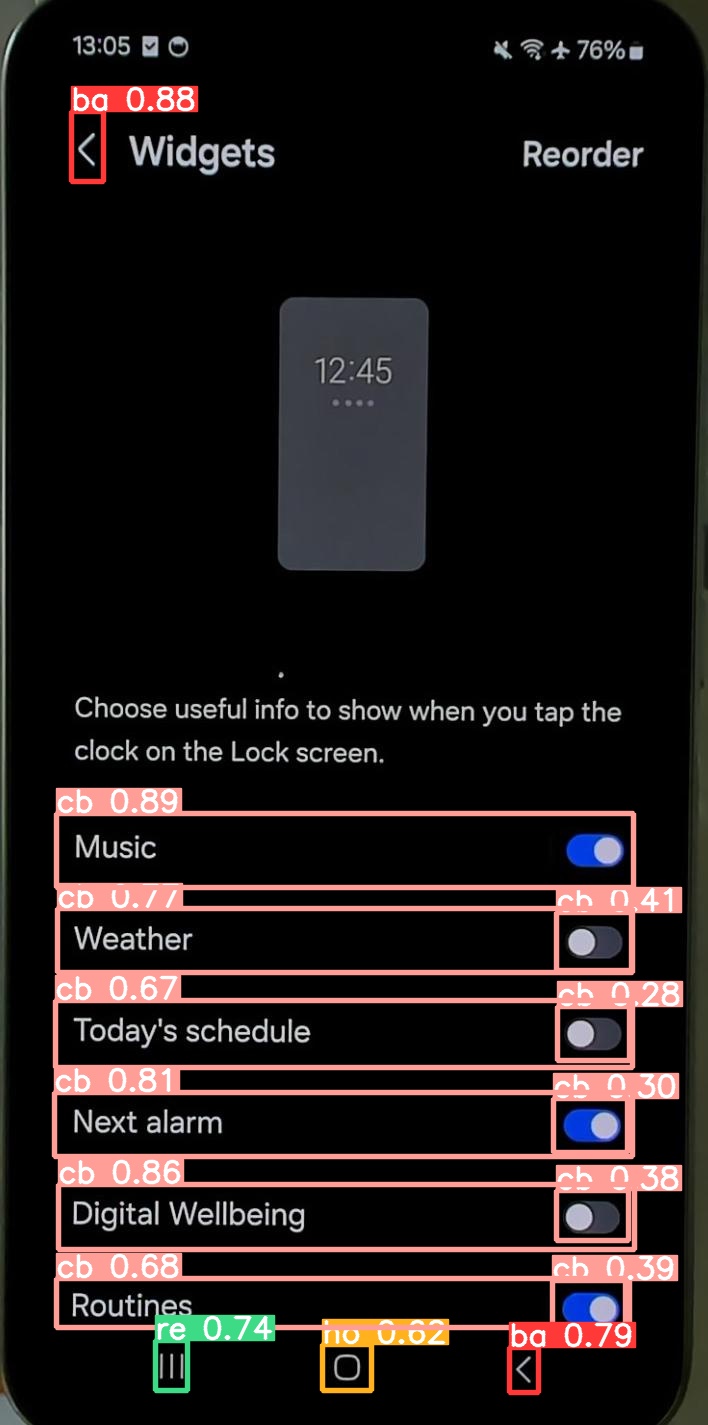 13:05 76%
ba 0.88
Widgets Reorder
12:45
Choose useful info to show when you tap the
clock on the Lock screen.
cb 0.89
Music
cb 0.77 cb 0.41
Weather
cb 0.67 cb 0.28
Today's schedule
cb 0.81 cb 0.30
Next alarm
cb 0.86 cb 0.38
Digital Wellbeing
cb 0.68 cb 0.39
Routines
re 0.74 ho 0.62 ba 0.79